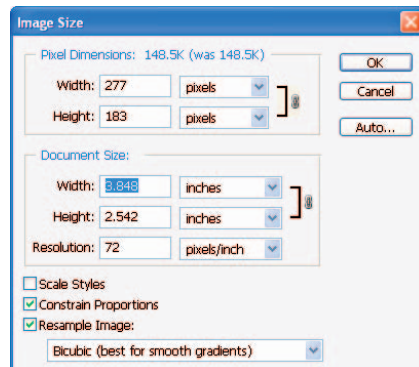 Image Size
Pixel Dimensions: 148.5K (was 148.5K)
Width: 277 pixels
Height: 183 pixels
OK
Cancel
Auto...
Document Size:
Width: 3.848 inches
Height: 2.542 inches
Resolution: 72 pixels/inch
Scale Styles
Constrain Proportions
Resample Image:
Bicubic (best for smooth gradients)